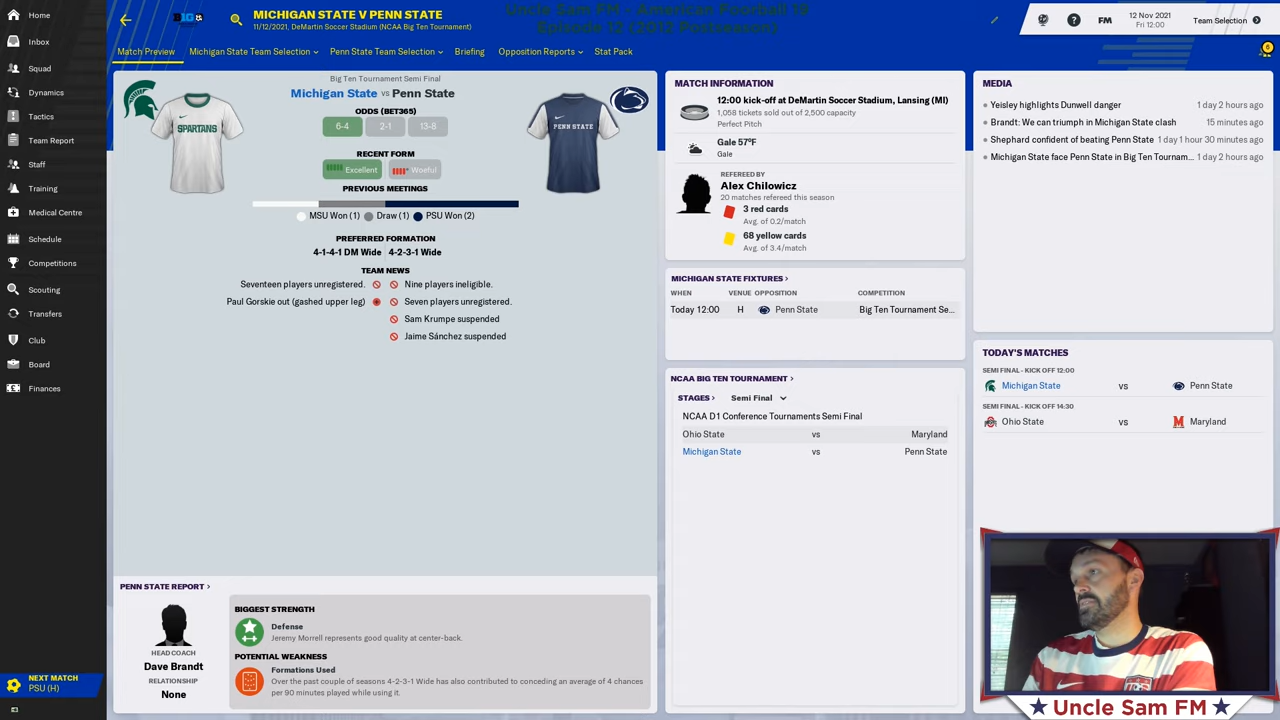 Home
Inbox
Squad
Dynamics
Tactics
Team Report
Staff
Training
Medical Centre
Schedule
Competitions
Scouting
Transfers
Club
Board
Finances
NEXT MATCH
PSU (H)
B1G
MICHIGAN STATE V PENN STATE
11/12/2021, DeMartin Soccer Stadium (NCAA Big Ten Tournament)
Uncle Sam FM - American Foorball 19
Episode 12 (2012 Postseason)
FM
12 Nov 2021
Fri 12:00
Team Selection
6
Match Preview
Michigan State Team Selection
Penn State Team Selection
Briefing
Opposition Reports
Stat Pack
Big Ten Tournament Semi Final
Michigan State vs Penn State
SPARTANS
PENN STATE
ODDS (BET365)
6-4 2-1 13-8
RECENT FORM
Excellent Woeful
PREVIOUS MEETINGS
MSU Won (1) Draw (1) PSU Won (2)
PREFERRED FORMATION
4-1-4-1 DM Wide 4-2-3-1 Wide
TEAM NEWS
Seventeen players unregistered. Nine players ineligible.
Paul Gorskie out (gashed upper leg) Seven players unregistered.
Sam Krumpe suspended
Jaime Sánchez suspended
PENN STATE REPORT >
HEAD COACH
Dave Brandt
RELATIONSHIP
None
BIGGEST STRENGTH
Defense
Jeremy Morrell represents good quality at center-back.
POTENTIAL WEAKNESS
Formations Used
Over the past couple of seasons 4-2-3-1 Wide has also contributed to conceding an average of 4 chances
per 90 minutes played while using it.
MATCH INFORMATION
12:00 kick-off at DeMartin Soccer Stadium, Lansing (MI)
1,058 tickets sold out of 2,500 capacity
Perfect Pitch
Gale 57°F
Gale
REFEREED BY
Alex Chilowicz
20 matches refereed this season
3 red cards
Avg. of 0.2/match
68 yellow cards
Avg. of 3.4/match
MICHIGAN STATE FIXTURES >
WHEN VENUE OPPOSITION COMPETITION
Today 12:00 H Penn State Big Ten Tournament Se...
NCAA BIG TEN TOURNAMENT >
STAGES > Semi Final
NCAA D1 Conference Tournaments Semi Final
Ohio State vs Maryland
Michigan State vs Penn State
MEDIA
Yeisley highlights Dunwell danger 1 day 2 hours ago
Brandt: We can triumph in Michigan State clash 15 minutes ago
Shephard confident of beating Penn State 1 day 1 hour 30 minutes ago
Michigan State face Penn State in Big Ten Tournam... 1 day 2 hours ago
TODAY'S MATCHES
SEMI FINAL - KICK OFF 12:00
Michigan State vs Penn State
SEMI FINAL - KICK OFF 14:30
Ohio State vs Maryland
★ Uncle Sam FM ★